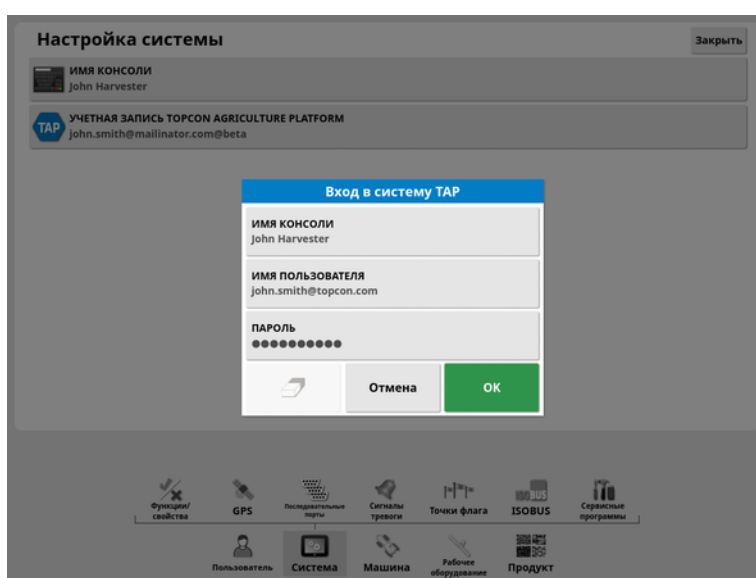 Настройка системы
Закрыть
ИМЯ КОНСОЛИ
John Harvester
TAP
УЧЕТНАЯ ЗАПИСЬ TOPCON AGRICULTURE PLATFORM
john.smith@mailinator.com@beta
Вход в систему TAP
ИМЯ КОНСОЛИ
John Harvester
ИМЯ ПОЛЬЗОВАТЕЛЯ
john.smith@topcon.com
ПАРОЛЬ
●●●●●●●●●●
Отмена
OK
Функции/
свойства
GPS
Последовательные
порты
Сигналы
тревоги
Точки флага
ISOBUS
ISOBUS
Сервисные
программы
Пользователь
Система
Машина
Рабочее
оборудование
Продукт